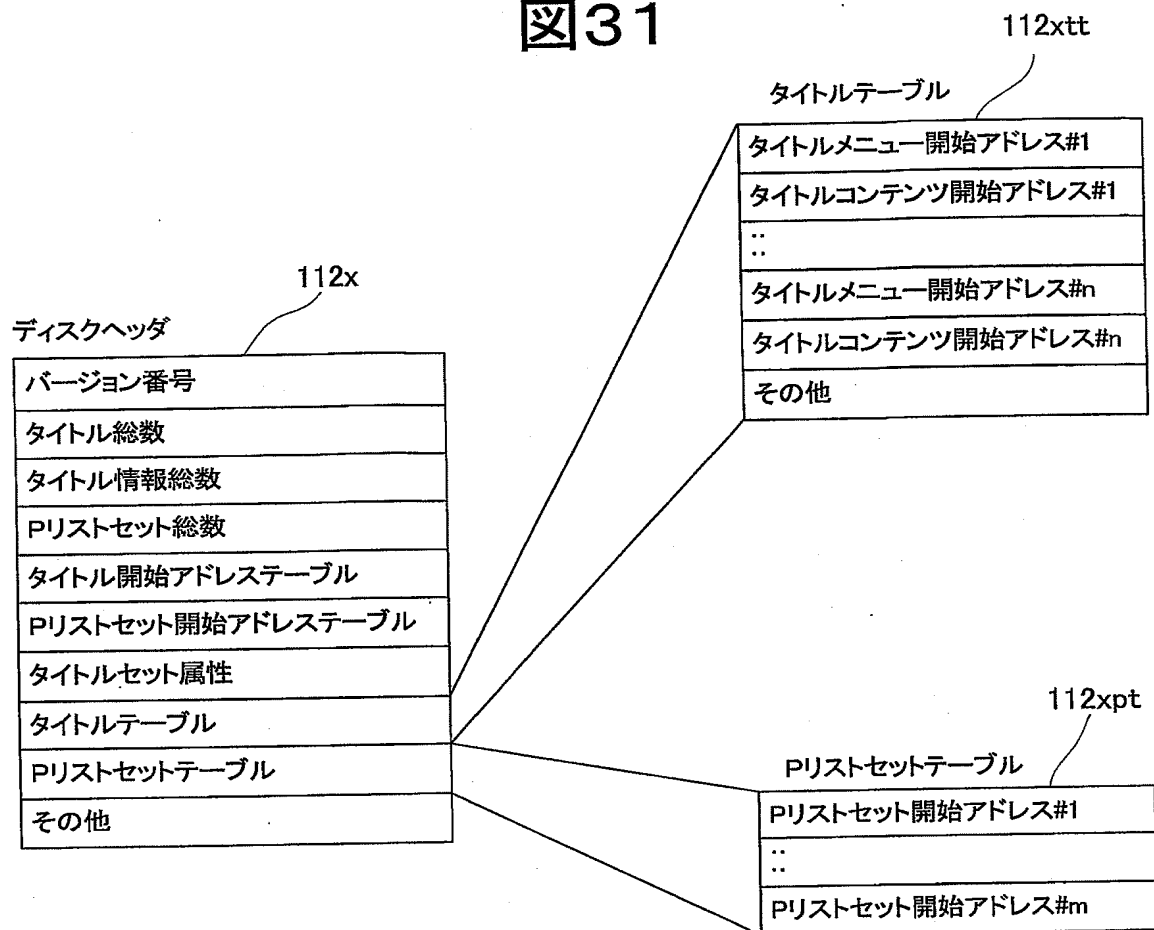 図31
112xtt
タイトルテーブル
タイトルメニュー開始アドレス#1
タイトルコンテンツ開始アドレス#1
::
タイトルメニュー開始アドレス#n
タイトルコンテンツ開始アドレス#n
その他
112x
ディスクヘッダ
バージョン番号
タイトル総数
タイトル情報総数
Pリストセット総数
タイトル開始アドレステーブル
Pリストセット開始アドレステーブル
タイトルセット属性
タイトルテーブル
Pリストセットテーブル
その他
112xpt
Pリストセットテーブル
Pリストセット開始アドレス#1
::
Pリストセット開始アドレス#m